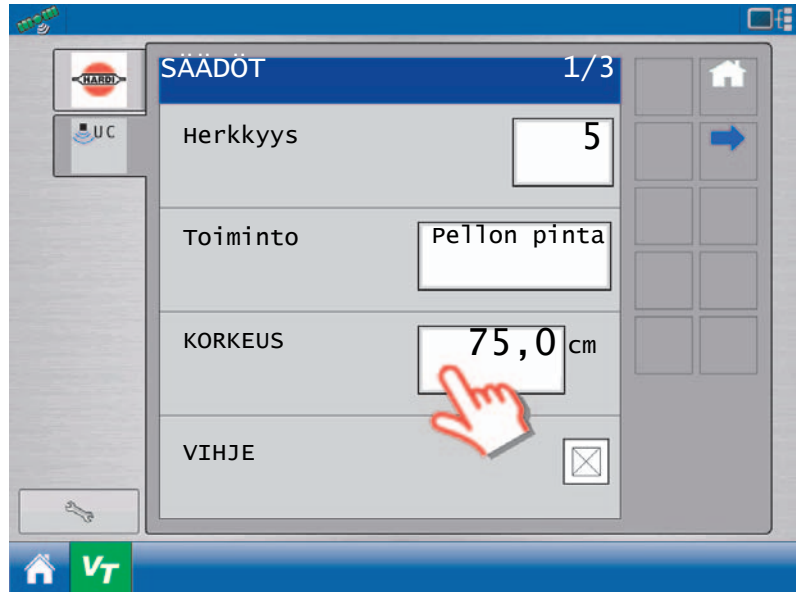 SÄÄDÖT 1/3
HARDI
UC
Herkkyys 5
Toiminto Pellon pinta
KORKEUS 75,0 cm
VIHJE
VT